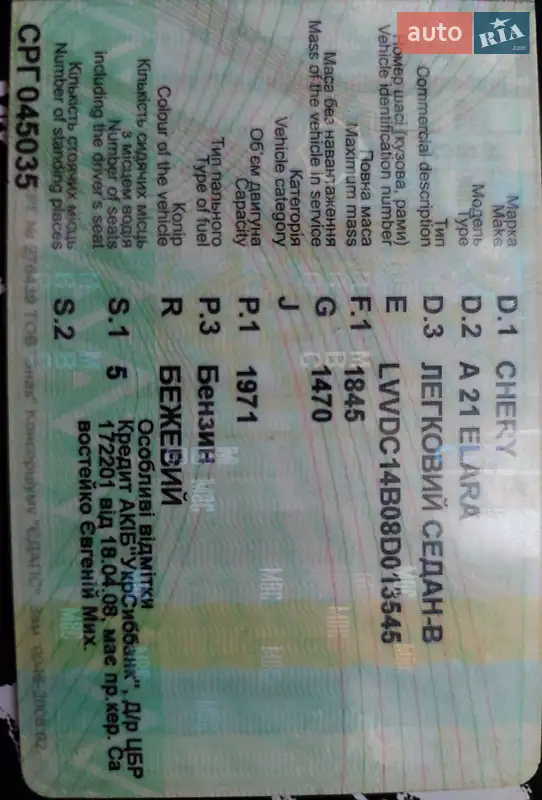 auto RIA .com
Марка
Make
D.1 CHERY
Модель
Type
D.2 A 21 ELARA
Тип
Commercial description
D.3 ЛЕГКОВИЙ СЕДАН-В
Номер шасі (кузова, рами)
Vehicle identification number
E LVVDC14B08D013545
Повна маса
Maximum mass
F.1 1845
Маса без навантаження
Mass of the vehicle in service
G 1470
Категорія
Vehicle category
J
Об'єм двигуна
Capacity
P.1 1971
Тип пального
Type of fuel
P.3 Бензин
Колір
Colour of the vehicle
R БЕЖЕВИЙ
Кількість сидячих місць
з місцем водія
Number of seats
including the driver's seat
S.1 5
Кількість стоячих місць
Number of standing places
S.2
Особливі відмітки
Кредит АКІБ"УкрСиббанк", Д/р ЦБР
172201 від 18.04.08, має пр.кер. Са
востейко Євгеній Мих.
СРГ 045035